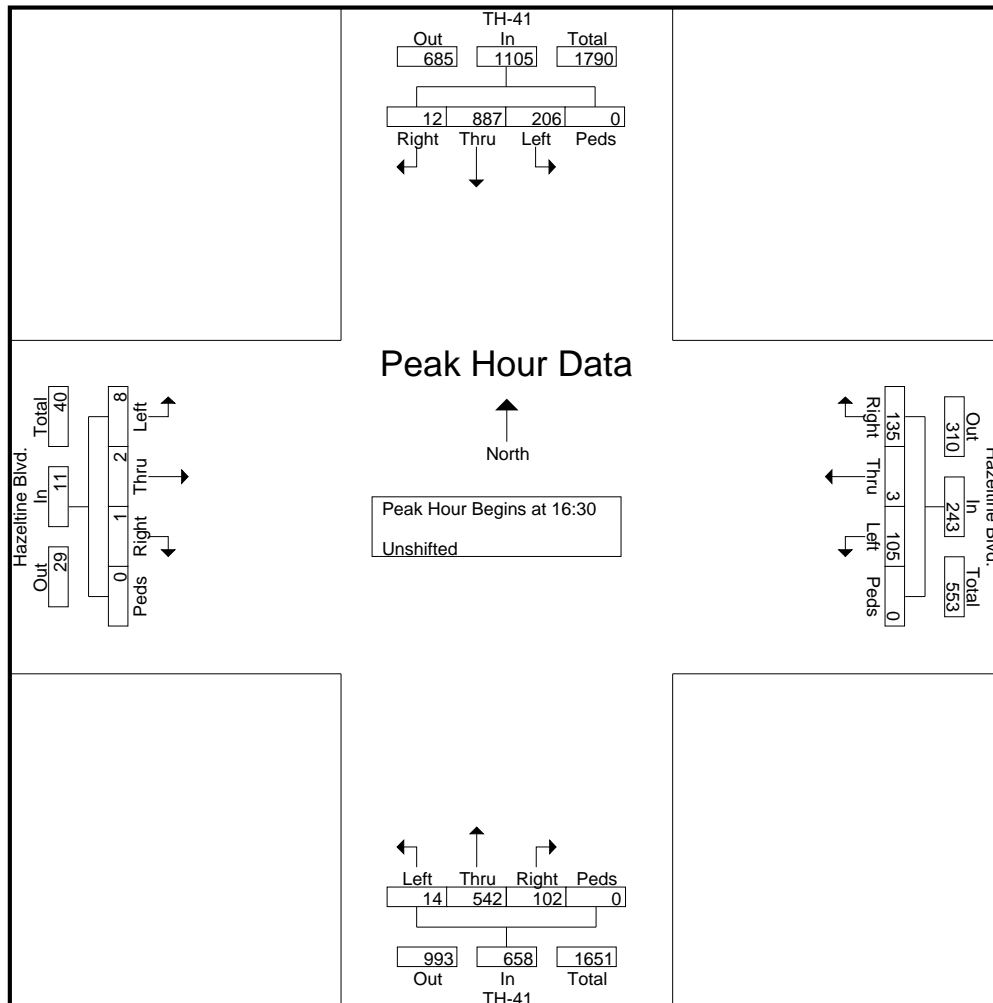 TH-41
Out In Total
685 1105 1790
12 887 206 0
Right Thru Left Peds
Peak Hour Data
North
Peak Hour Begins at 16:30
Unshifted
Hazeltine Blvd.
Total In Out
40 11 29
8 2 1 0
Left Thru Right Peds
Right Thru Left Peds
135 3 105 0
Out In Total
310 243 553
Hazeltine Blvd.
Left Thru Right Peds
14 542 102 0
993 658 1651
Out In Total
TH-41